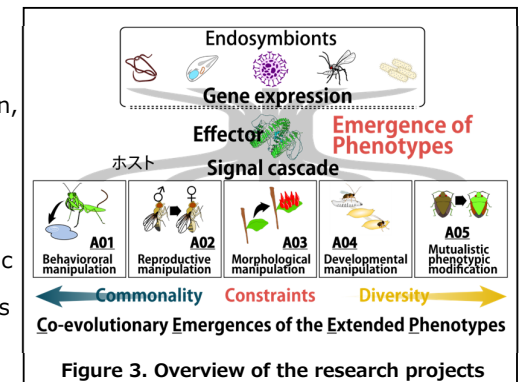 n,
c
s
Endosymbionts
Gene expression
Effector
Emergence of
Phenotypes
ホスト
Signal cascade
A01
Behaviororal
manipulation
♂
♀
A02
Reproductive
manipulation
A03
Morphological
manipulation
A04
Developmental
manipulation
A05
Mutualistic
phenotypic
modification
Commonality Constraints Diversity
Co-evolutionary Emergences of the Extended Phenotypes
Figure 3. Overview of the research projects